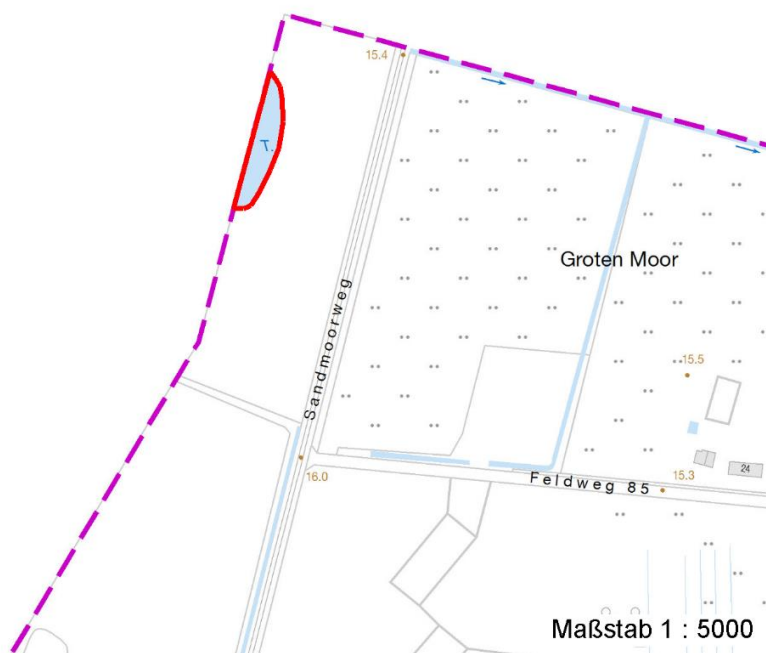 15.4
T.
Groten Moor
Sandmoorweg
15.5
16.0
24
15.3
Feldweg 85
Maßstab 1 : 5000